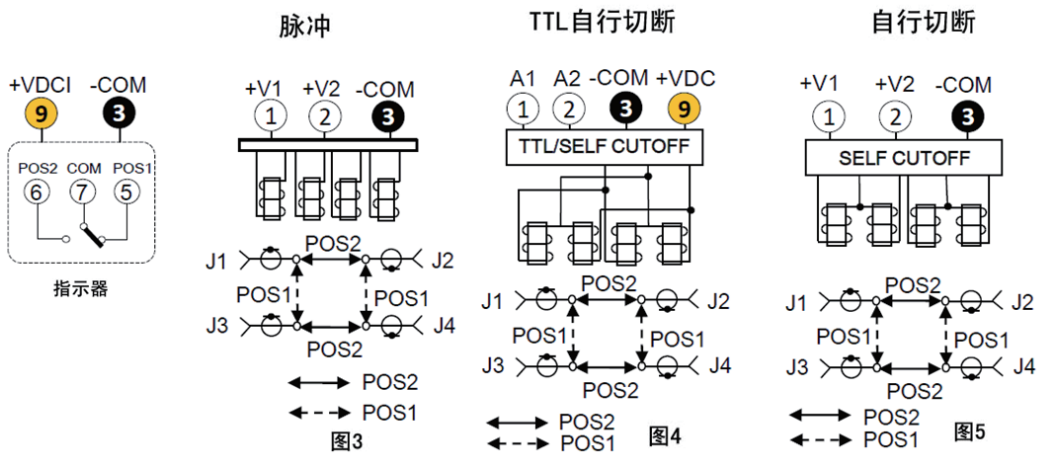 +VDCI -COM
9 3
POS2 COM POS1
6 7 5
指示器
脉冲
+V1 +V2 -COM
1 2 3
POS2
J1 J2
POS1 POS1
J3 J4
POS2
POS2
POS1
图3
TTL自行切断
A1 A2 -COM +VDC
1 2 3 9
TTL/SELF CUTOFF
POS2
J1 J2
POS1 POS1
J3 J4
POS2
POS2
POS1
图4
自行切断
+V1 +V2 -COM
1 2 3
SELF CUTOFF
POS2
J1 J2
POS1 POS1
J3 J4
POS2
POS2
POS1
图5